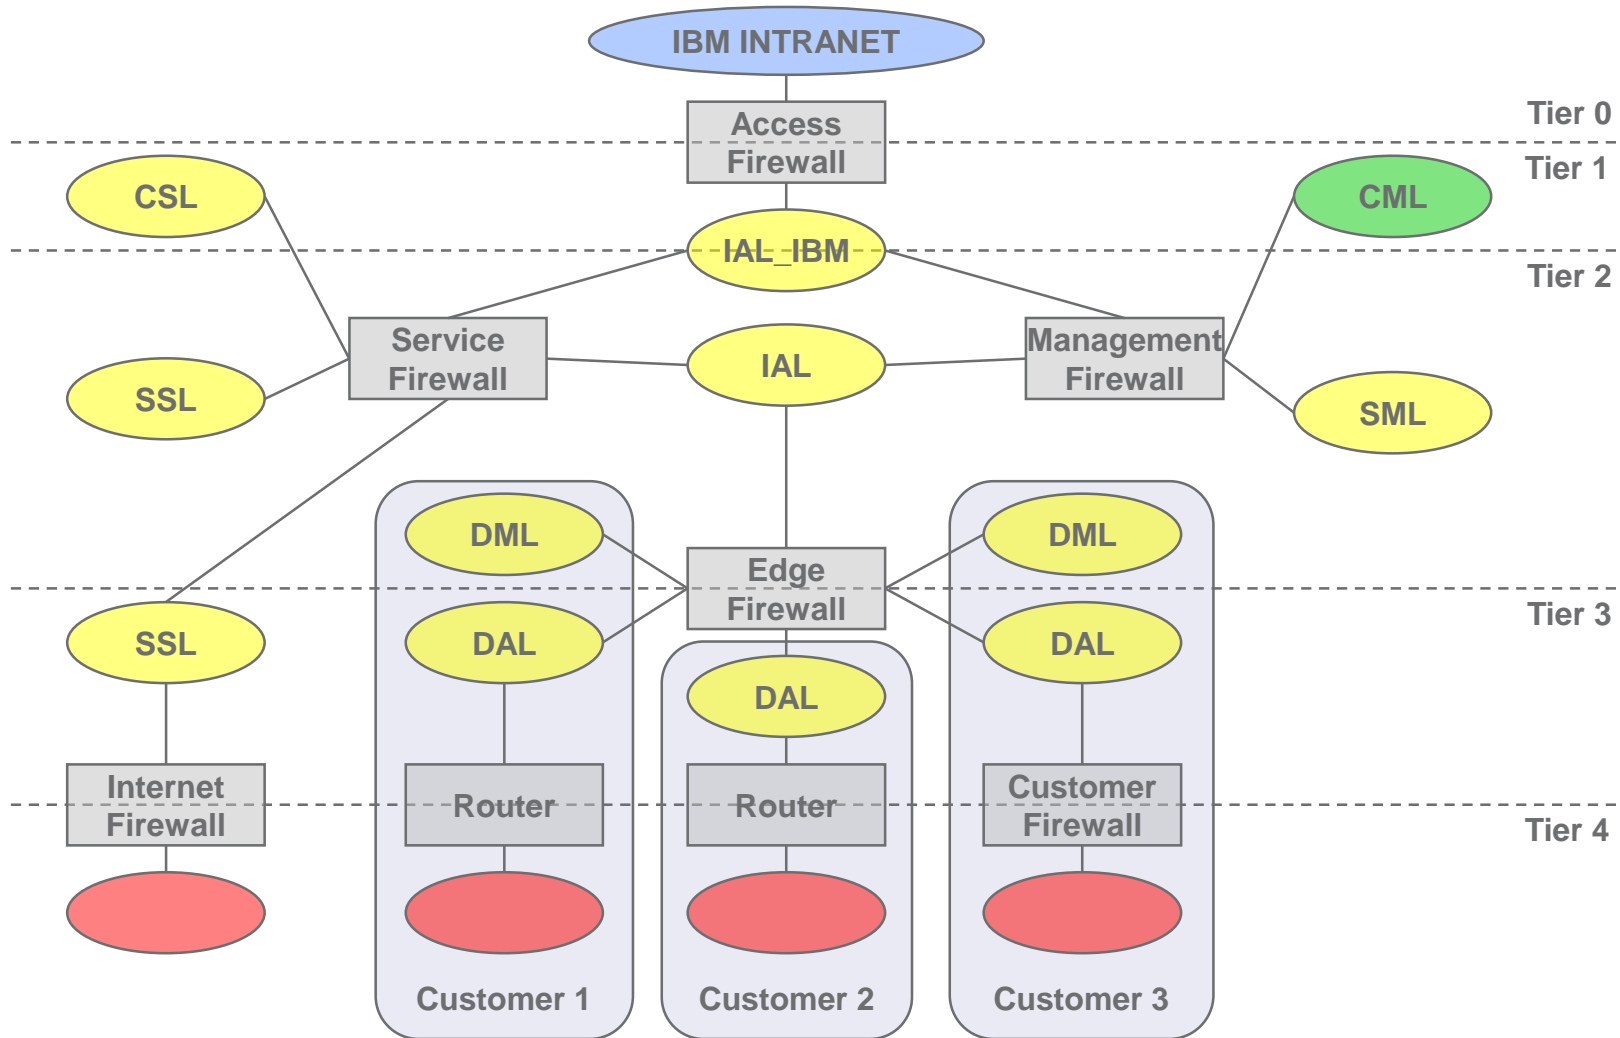 IBM INTRANET
Access
Firewall
Tier 0
Tier 1
CSL
CML
IAL_IBM
Tier 2
Service
Firewall
IAL
Management
Firewall
SSL
SML
DML
DML
Edge
Firewall
Tier 3
SSL
DAL
DAL
DAL
Internet
Firewall
Router
Router
Customer
Firewall
Tier 4
Customer 1
Customer 2
Customer 3